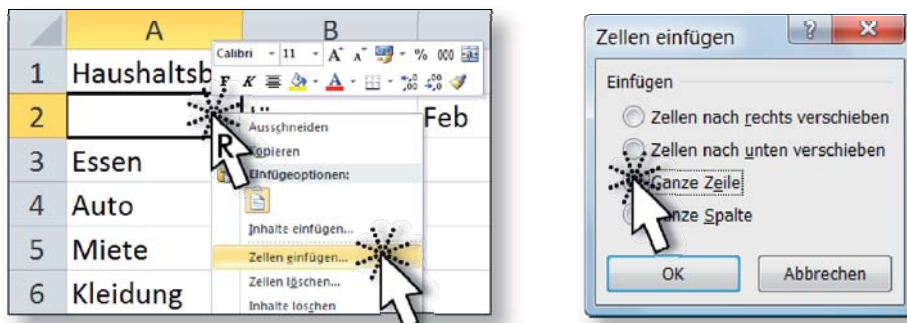 A B
Calibri 11 A A % 000
1 Haushaltsb F K A
2 Feb
Ausschneiden
Kopieren
3 Essen
Einfügeoptionen:
4 Auto
Inhalte einfügen...
5 Miete
Zellen einfügen...
Zellen löschen...
6 Kleidung
Inhalte löschen
R
Zellen einfügen
Einfügen
Zellen nach rechts verschieben
Zellen nach unten verschieben
Ganze Zeile
Ganze Spalte
OK Abbrechen